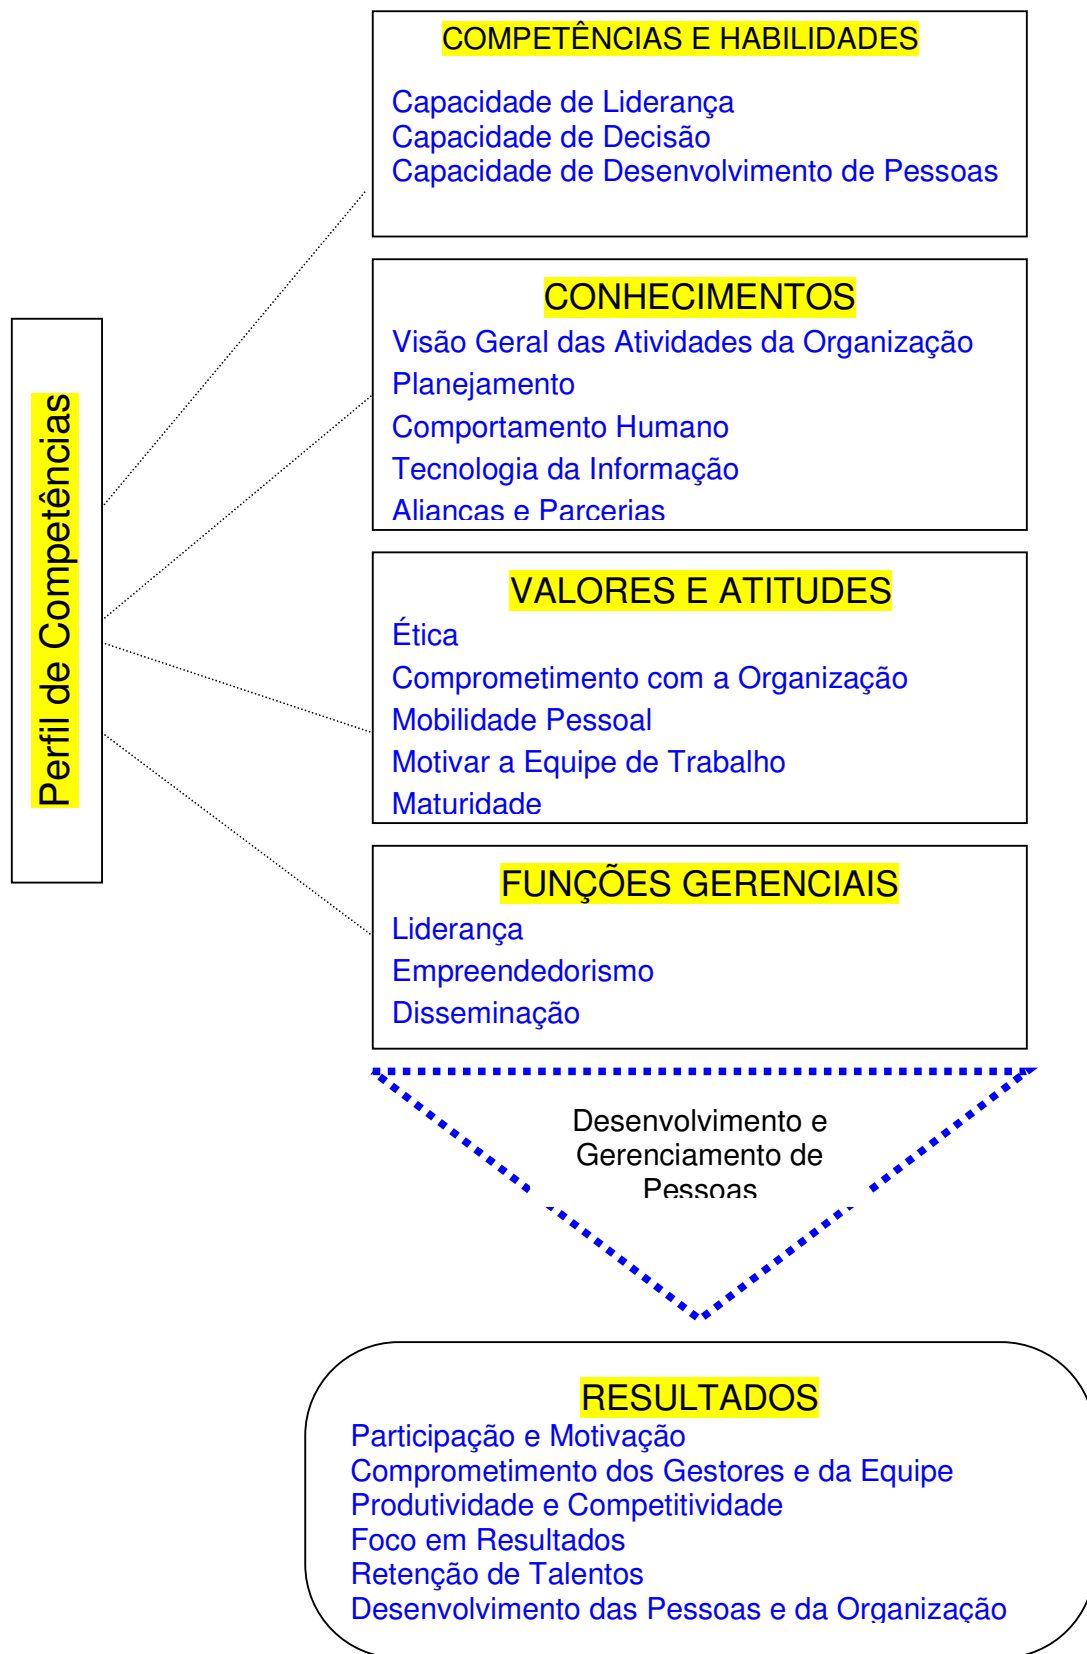 COMPETÊNCIAS E HABILIDADES
Capacidade de Liderança
Capacidade de Decisão
Capacidade de Desenvolvimento de Pessoas
Perfil de Competências
CONHECIMENTOS
Visão Geral das Atividades da Organização
Planejamento
Comportamento Humano
Tecnologia da Informação
Alianças e Parcerias
VALORES E ATITUDES
Ética
Comprometimento com a Organização
Mobilidade Pessoal
Motivar a Equipe de Trabalho
Maturidade
FUNÇÕES GERENCIAIS
Liderança
Empreendedorismo
Disseminação
Desenvolvimento e
Gerenciamento de
Pessoas
RESULTADOS
Participação e Motivação
Comprometimento dos Gestores e da Equipe
Produtividade e Competitividade
Foco em Resultados
Retenção de Talentos
Desenvolvimento das Pessoas e da Organização